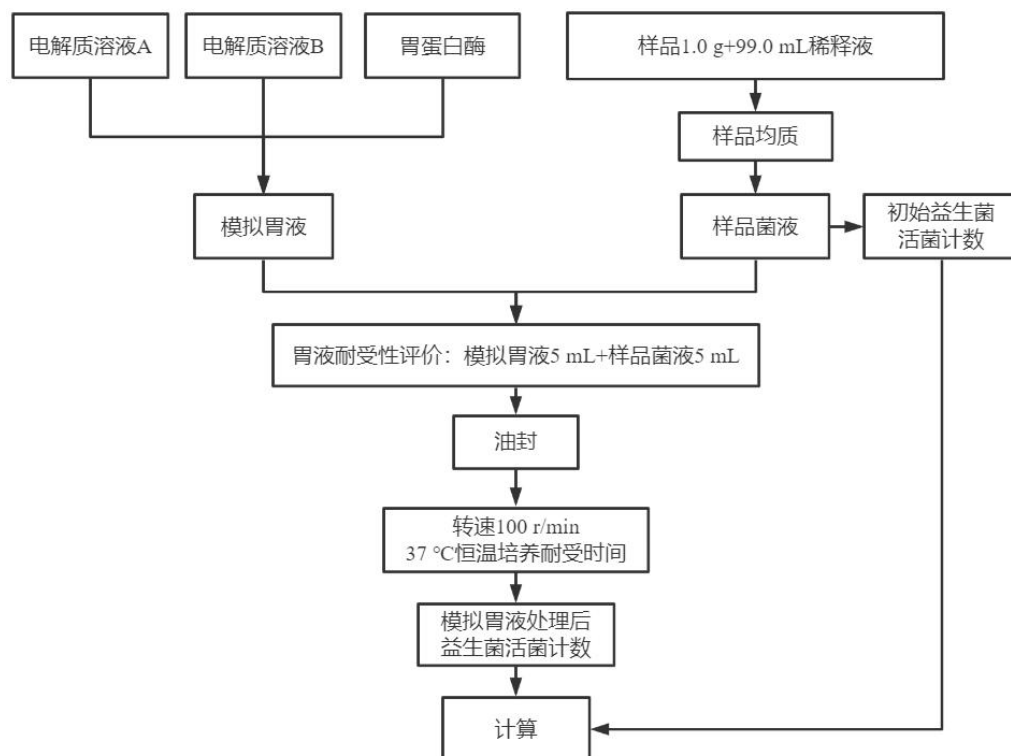 电解质溶液A
电解质溶液B
胃蛋白酶
样品1.0 g+99.0 mL稀释液
样品均质
模拟胃液
样品菌液
初始益生菌
活菌计数
胃液耐受性评价：模拟胃液5 mL+样品菌液5 mL
油封
转速100 r/min
37 °C恒温培养耐受时间
模拟胃液处理后
益生菌活菌计数
计算